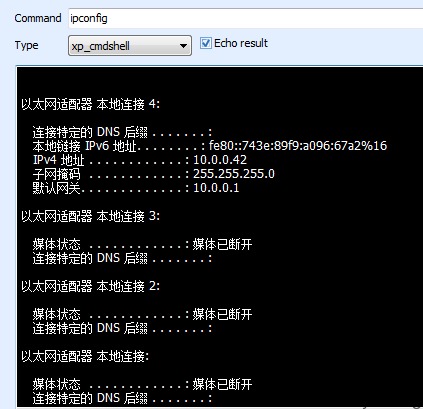 Command ipconfig
Type xp_cmdshell Echo result
以太网适配器 本地连接 4:
连接特定的 DNS 后缀 . . . . . . . :
本地链接 IPv6 地址. . . . . . . . : fe80::743e:89f9:a096:67a2%16
IPv4 地址 . . . . . . . . . . . . : 10.0.0.42
子网掩码 . . . . . . . . . . . . : 255.255.255.0
默认网关. . . . . . . . . . . . . : 10.0.0.1
以太网适配器 本地连接 3:
媒体状态 . . . . . . . . . . . . : 媒体已断开
连接特定的 DNS 后缀 . . . . . . . :
以太网适配器 本地连接 2:
媒体状态 . . . . . . . . . . . . : 媒体已断开
连接特定的 DNS 后缀 . . . . . . . :
以太网适配器 本地连接:
媒体状态 . . . . . . . . . . . . : 媒体已断开
连接特定的 DNS 后缀 . . . . . . . :